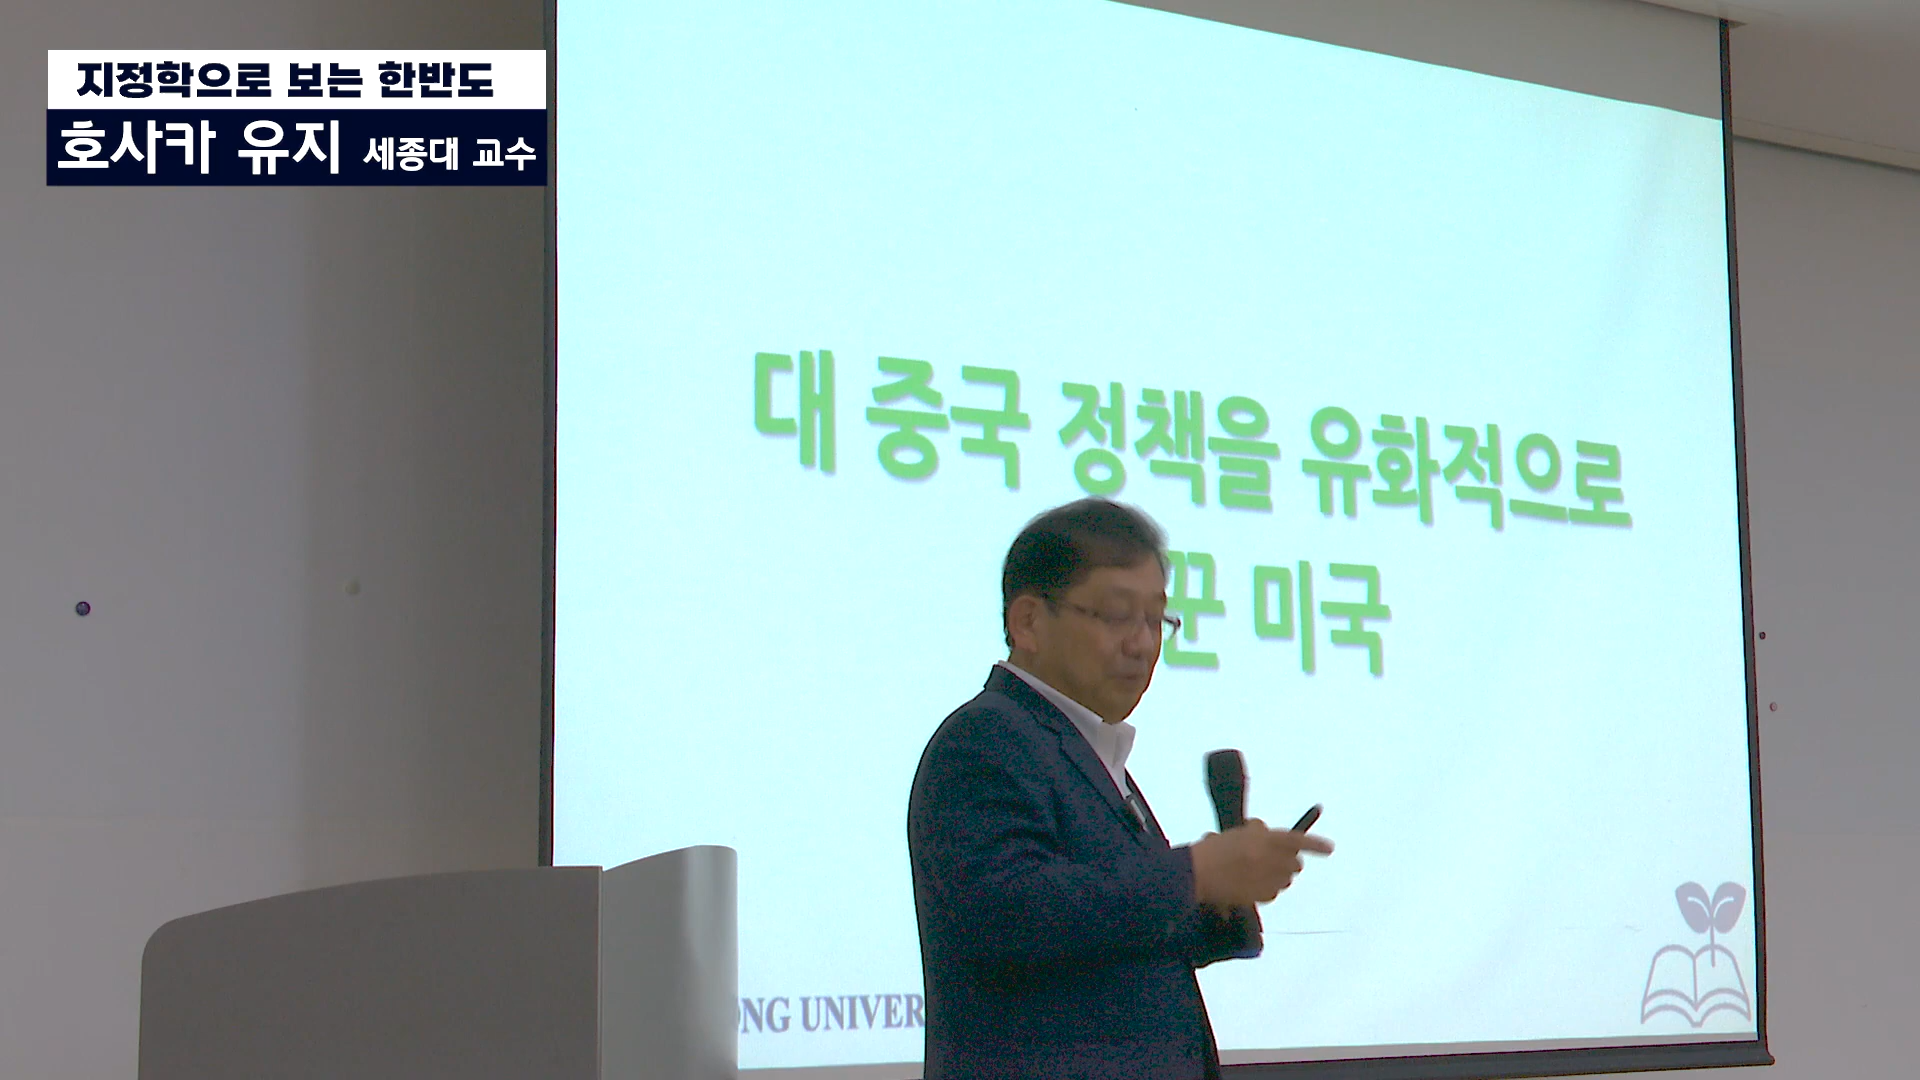 지정학으로 보는 한반도
호사카 유지 세종대 교수
대 중국 정책을 유화적으로
꾼 미국
ONG UNIVER